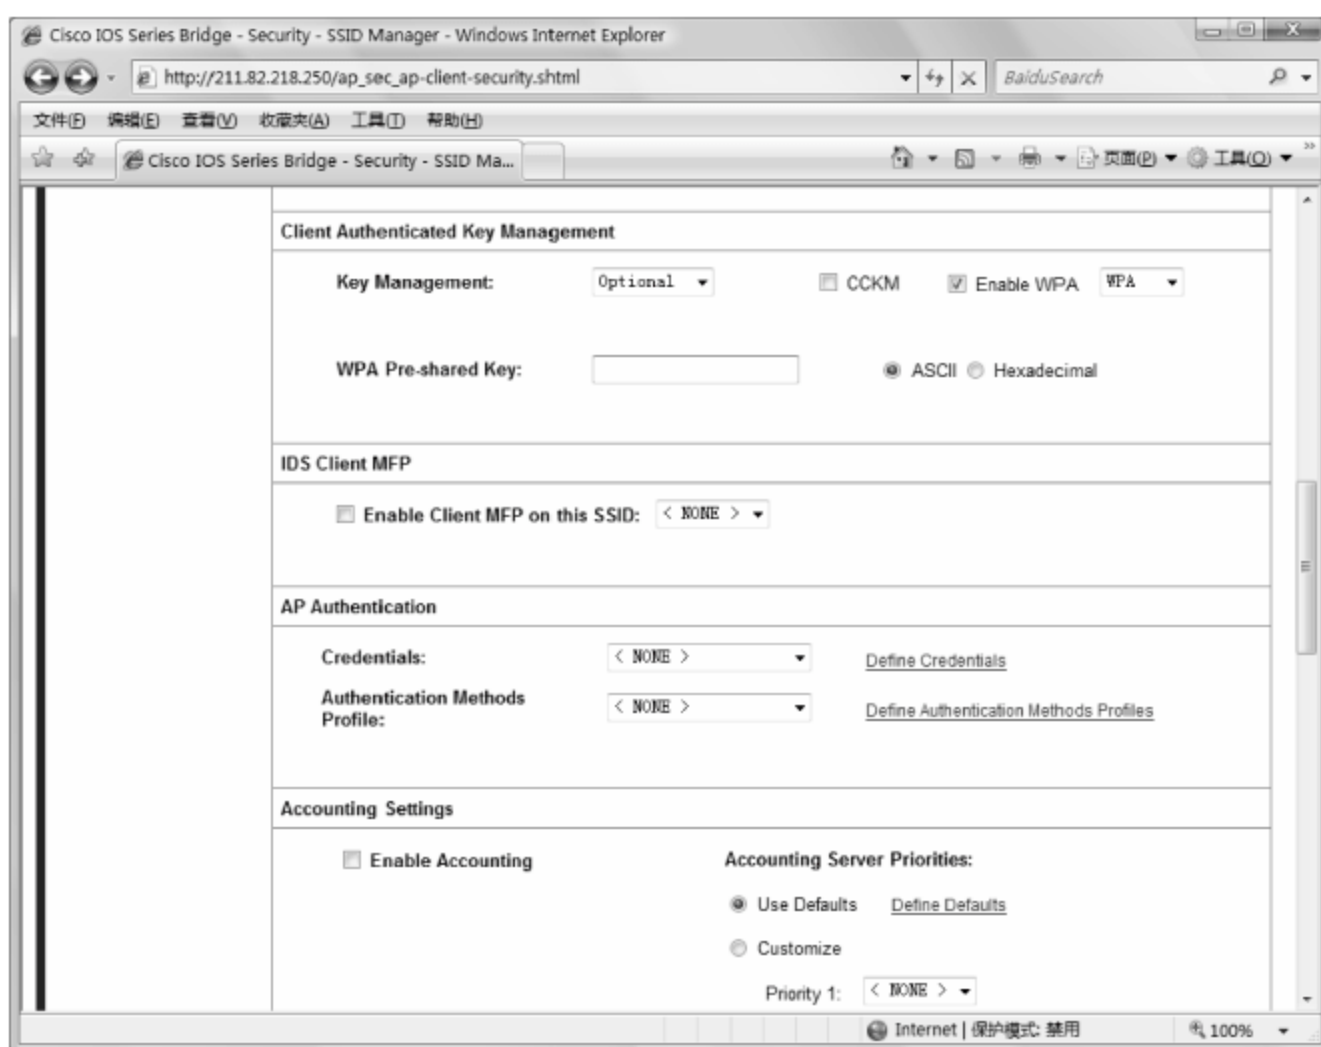 Cisco IOS Series Bridge - Security - SSID Manager - Windows Internet Explorer
http://211.82.218.250/ap_sec_ap-client-security.shtml
BaiduSearch
文件(F) 编辑(E) 查看(V) 收藏夹(A) 工具(T) 帮助(H)
Cisco IOS Series Bridge - Security - SSID Ma...
页面(P) 工具(O)
Client Authenticated Key Management
Key Management: Optional CCKM Enable WPA WPA
WPA Pre-shared Key: ASCII Hexadecimal
IDS Client MFP
Enable Client MFP on this SSID: < NONE >
AP Authentication
Credentials: < NONE > Define Credentials
Authentication Methods Profile: < NONE > Define Authentication Methods Profiles
Accounting Settings
Enable Accounting Accounting Server Priorities:
Use Defaults Define Defaults
Customize
Priority 1: < NONE >
Internet | 保护模式: 禁用 100%